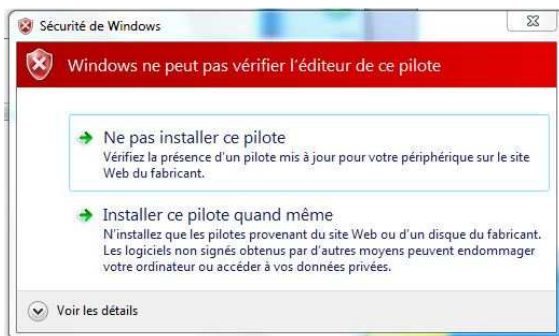 Sécurité de Windows
Windows ne peut pas vérifier l'éditeur de ce pilote
Ne pas installer ce pilote
Vérifiez la présence d'un pilote mis à jour pour votre périphérique sur le site
Web du fabricant.
Installer ce pilote quand même
N'installez que les pilotes provenant du site Web ou d'un disque du fabricant.
Les logiciels non signés obtenus par d'autres moyens peuvent endommager
votre ordinateur ou accéder à vos données privées.
Voir les détails